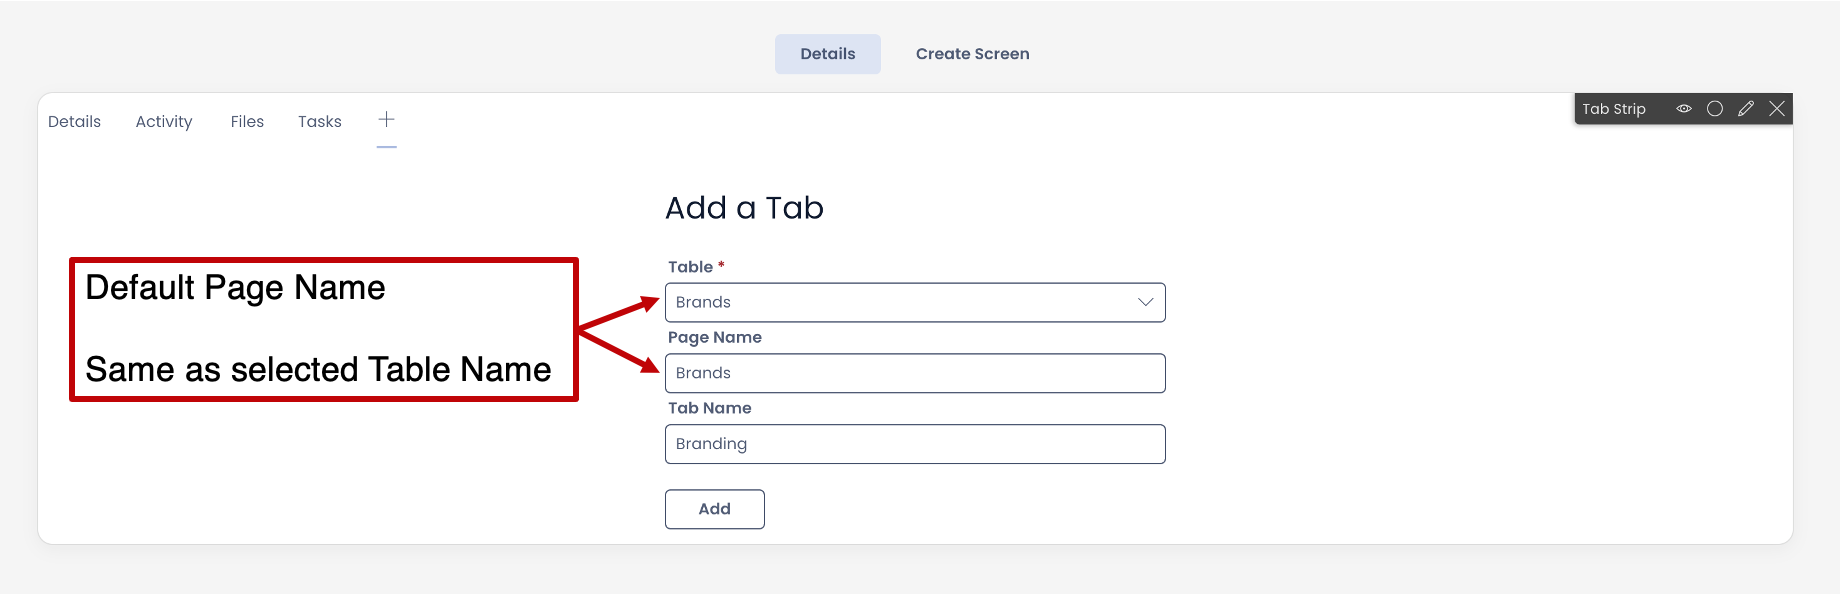 Details Create Screen
Details Activity Files Tasks +
Tab Strip
Add a Tab
Default Page Name
Same as selected Table Name
Table *
Brands
Page Name
Brands
Tab Name
Branding
Add